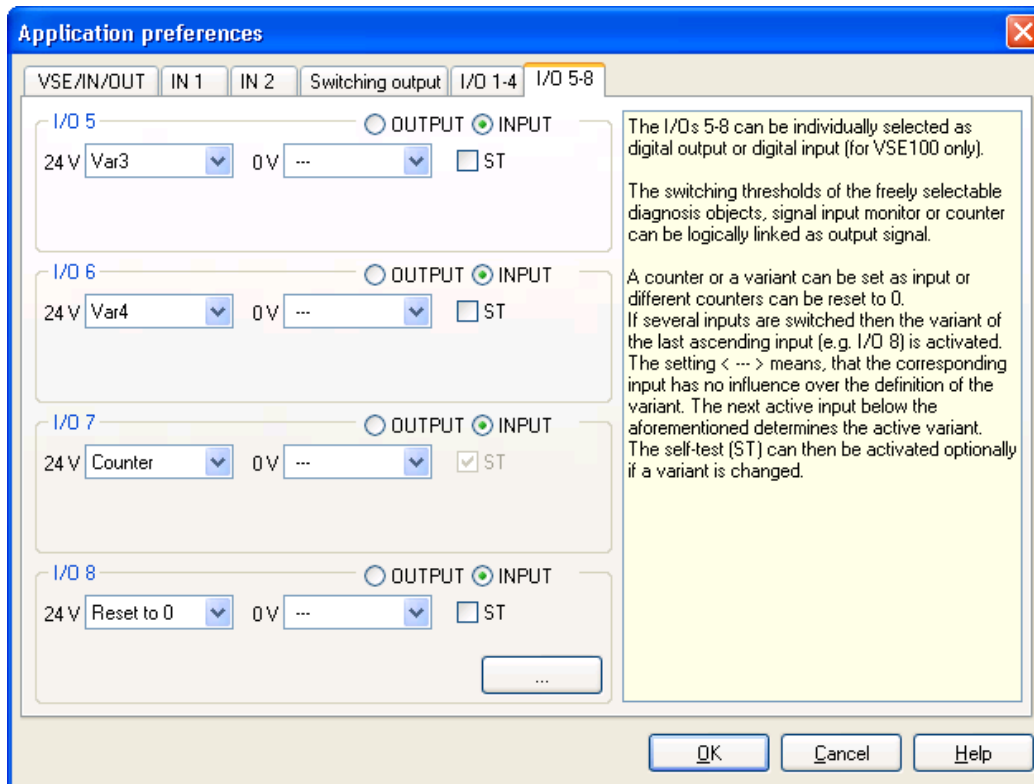 Application preferences
VSE/IN/OUT IN 1 IN 2 Switching output I/O 1-4 I/O 5-8
I/O 5 OUTPUT INPUT
24 V Var3 0 V --- ST
I/O 6 OUTPUT INPUT
24 V Var4 0 V --- ST
I/O 7 OUTPUT INPUT
24 V Counter 0 V --- ST
I/O 8 OUTPUT INPUT
24 V Reset to 0 0 V --- ST
...
The I/Os 5-8 can be individually selected as
digital output or digital input (for VSE100 only).
The switching thresholds of the freely selectable
diagnosis objects, signal input monitor or counter
can be logically linked as output signal.
A counter or a variant can be set as input or
different counters can be reset to 0.
If several inputs are switched then the variant of
the last ascending input (e.g. I/O 8) is activated.
The setting < --- > means, that the corresponding
input has no influence over the definition of the
variant. The next active input below the
aforementioned determines the active variant.
The self-test (ST) can then be activated optionally
if a variant is changed.
OK Cancel Help